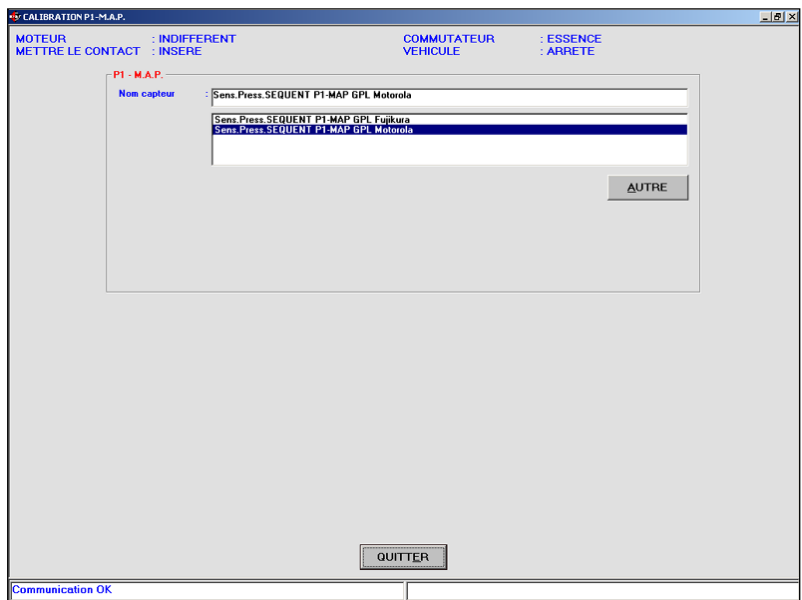 CALIBRATION P1-M.A.P.
MOTEUR : INDIFFERENT COMMUTATEUR : ESSENCE
METTRE LE CONTACT : INSERE VEHICULE : ARRETE
P1 - M.A.P.
Nom capteur : Sens.Press.SEQUENT P1-MAP GPL Motorola
Sens.Press.SEQUENT P1-MAP GPL Fujikura
Sens.Press.SEQUENT P1-MAP GPL Motorola
AUTRE
QUITTER
Communication OK